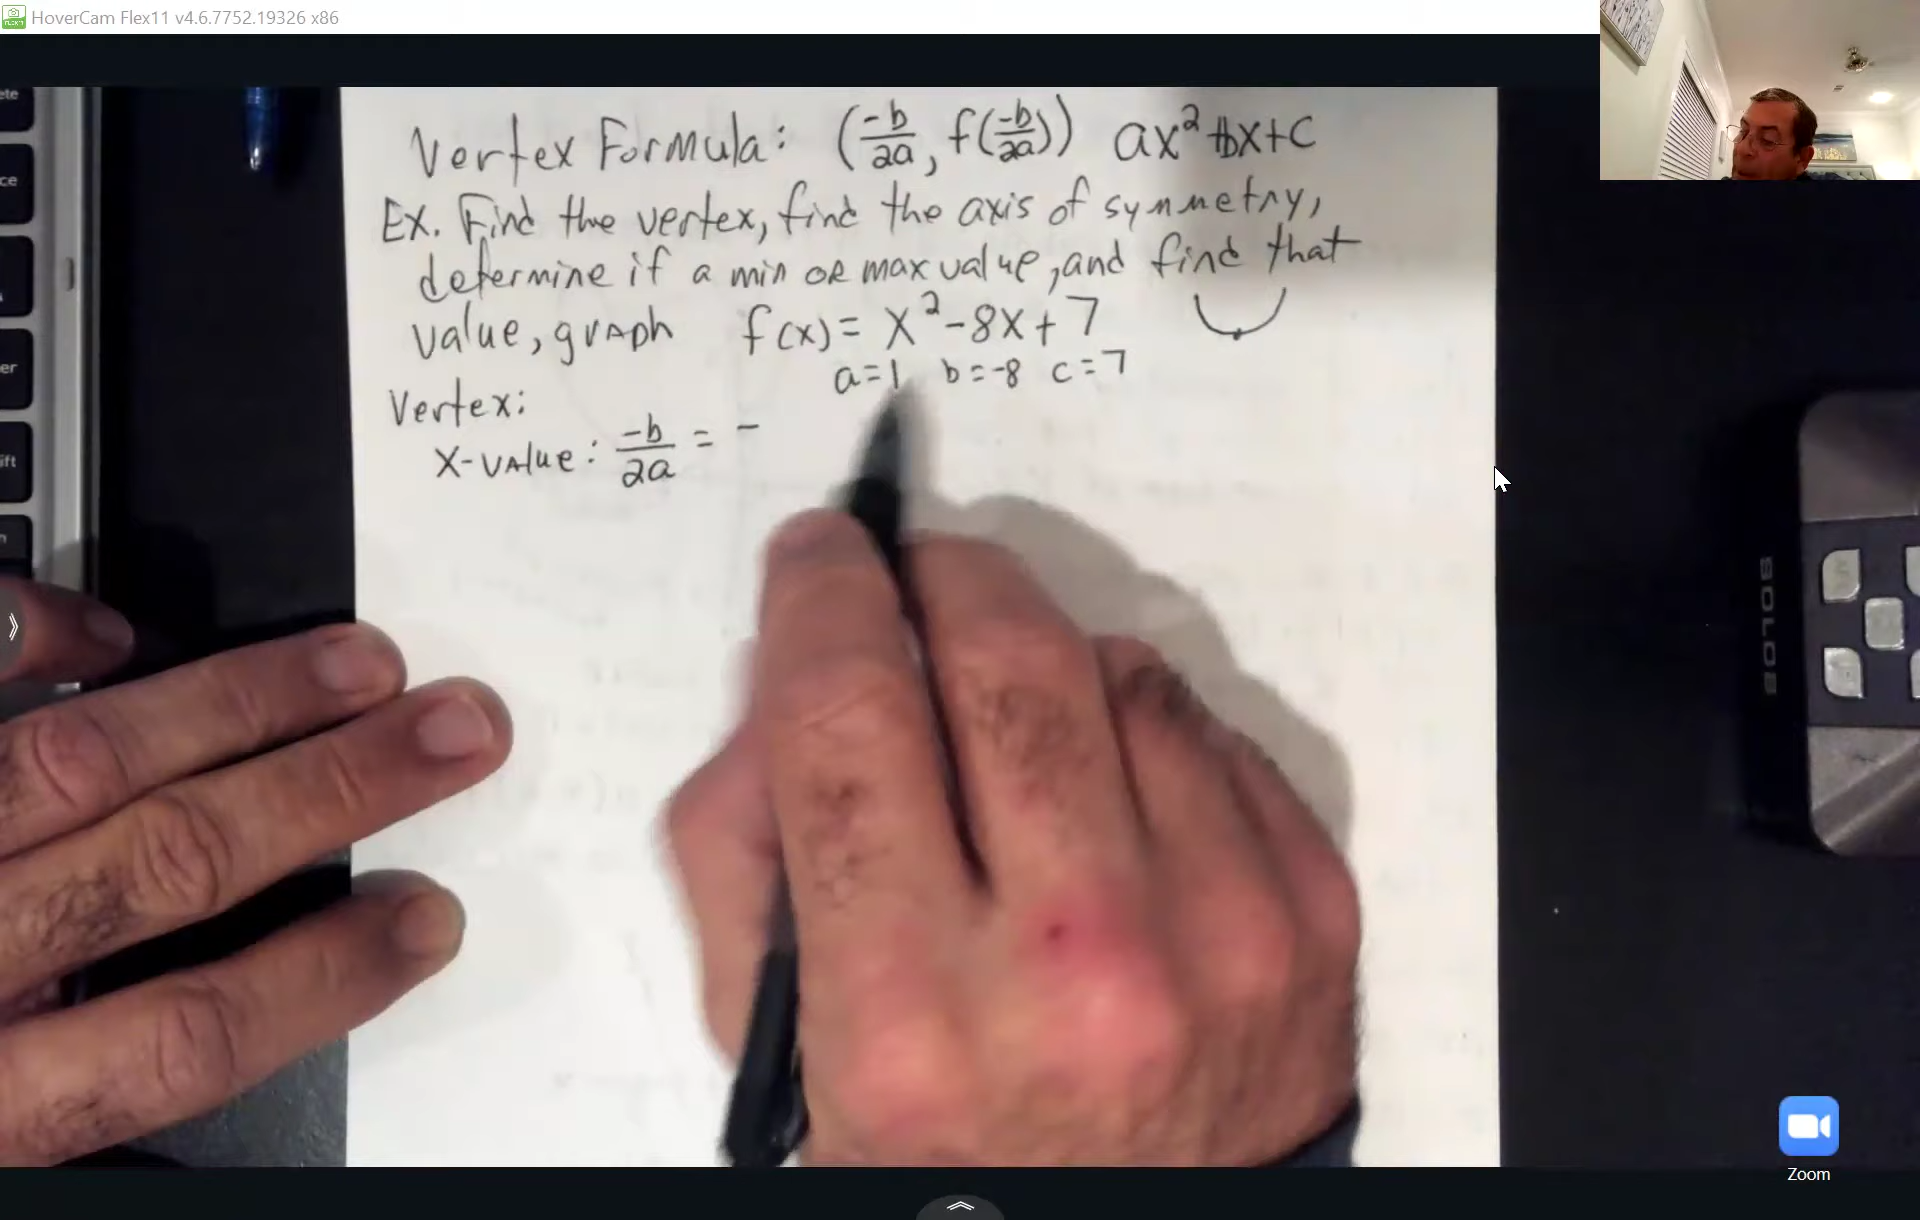 HoverCam Flex11 v4.6.7752.19326 x86
Vertex Formula: (-b/2a, f(-b/2a)) ax²+bx+c
Ex. Find the vertex, find the axis of symmetry,
determine if a min or max value, and find that
value, graph f(x) = x² - 8x + 7
a=1 b=-8 c=7
Vertex:
x-value: -b/2a = -
Zoom